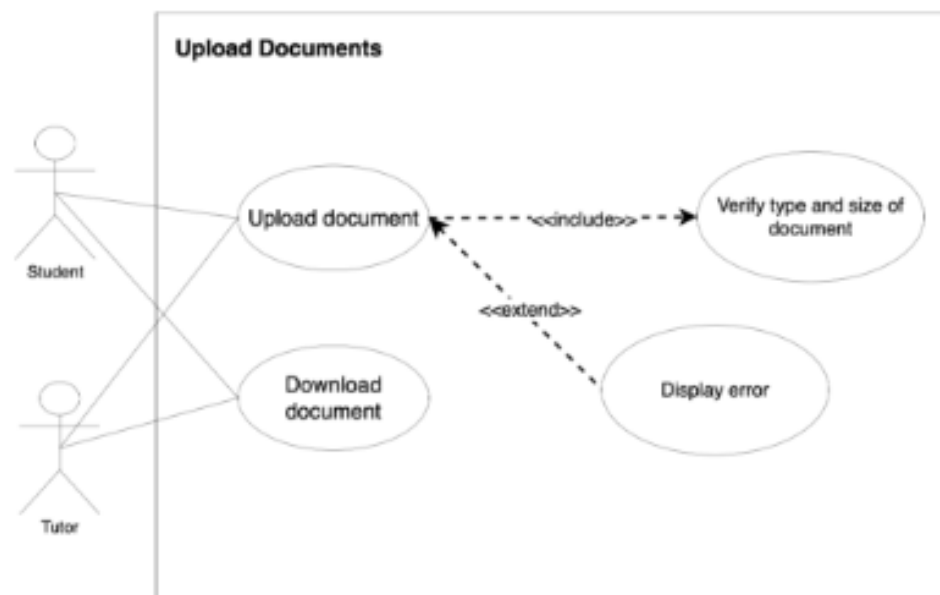 Upload Documents
Student
Upload document
<<include>>
Verify type and size of
document
<<extend>>
Download
document
Display error
Tutor